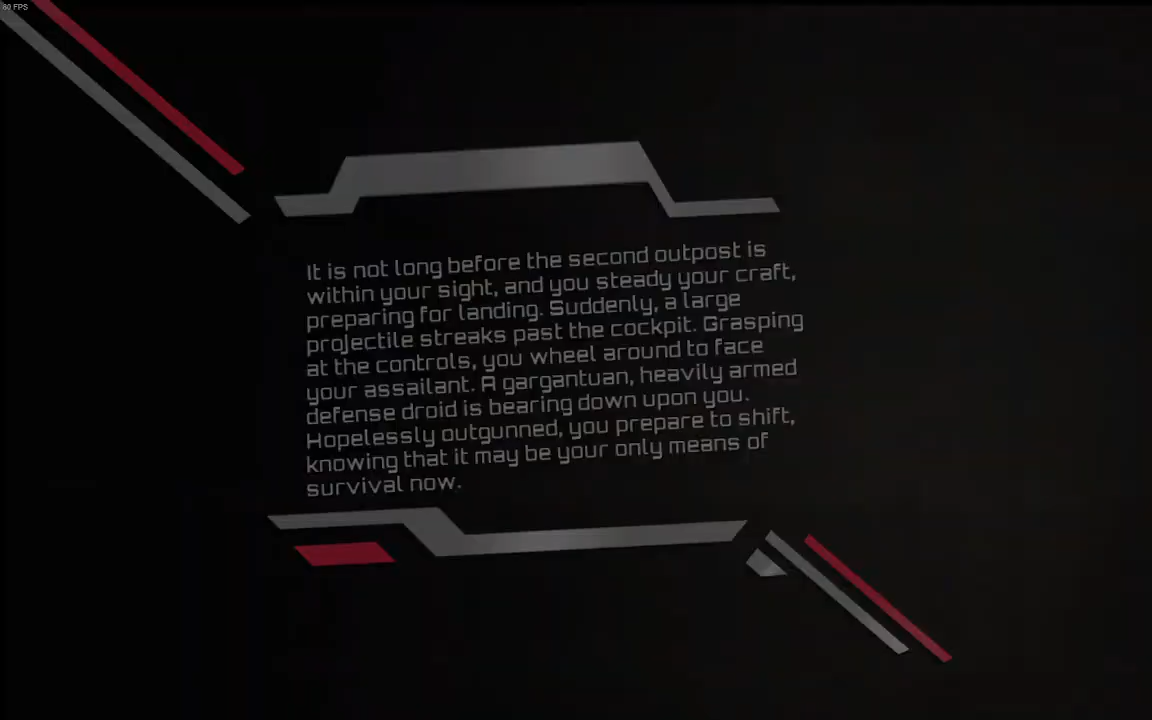 60 FPS
It is not long before the second outpost is
within your sight, and you steady your craft,
preparing for landing. Suddenly, a large
projectile streaks past the cockpit. Grasping
at the controls, you wheel around to face
your assailant. A gargantuan, heavily armed
defense droid is bearing down upon you.
Hopelessly outgunned, you prepare to shift,
knowing that it may be your only means of
survival now.